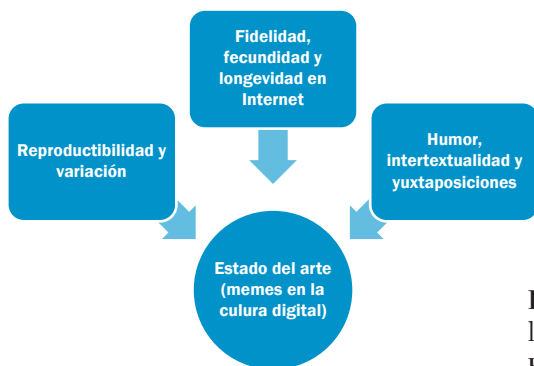 Fidelidad,
fecundidad y
longevidad en
Internet
Reproductibilidad y
variación
Humor,
intertextualidad y
yuxtaposiciones
Estado del arte
(memes en la
culura digital)